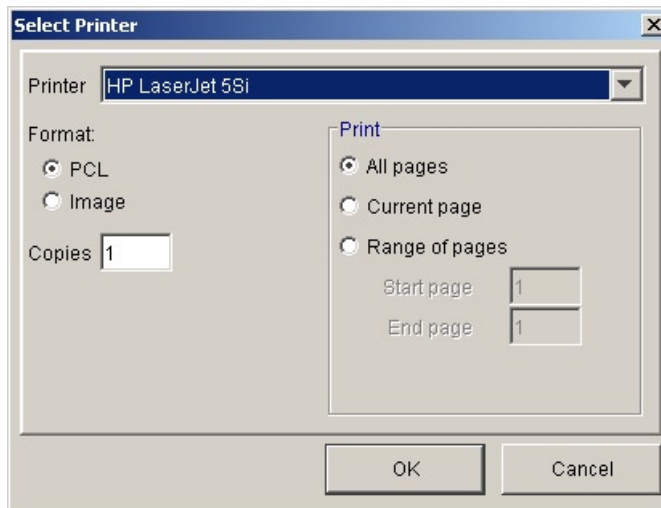 Select Printer
Printer HP LaserJet 5Si
Format:
PCL
Image
Copies 1
Print
All pages
Current page
Range of pages
Start page 1
End page 1
OK Cancel